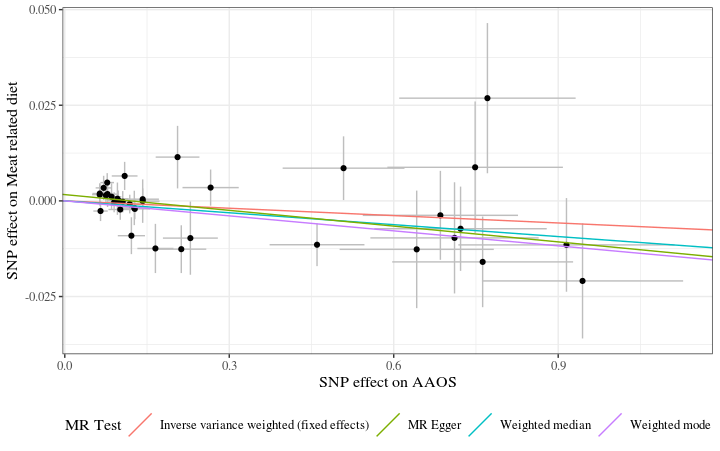 0.050
0.025
0.000
-0.025
SNP effect on Meat related diet
0.0 0.3 0.6 0.9
SNP effect on AAOS
MR Test Inverse variance weighted (fixed effects) MR Egger Weighted median Weighted mode